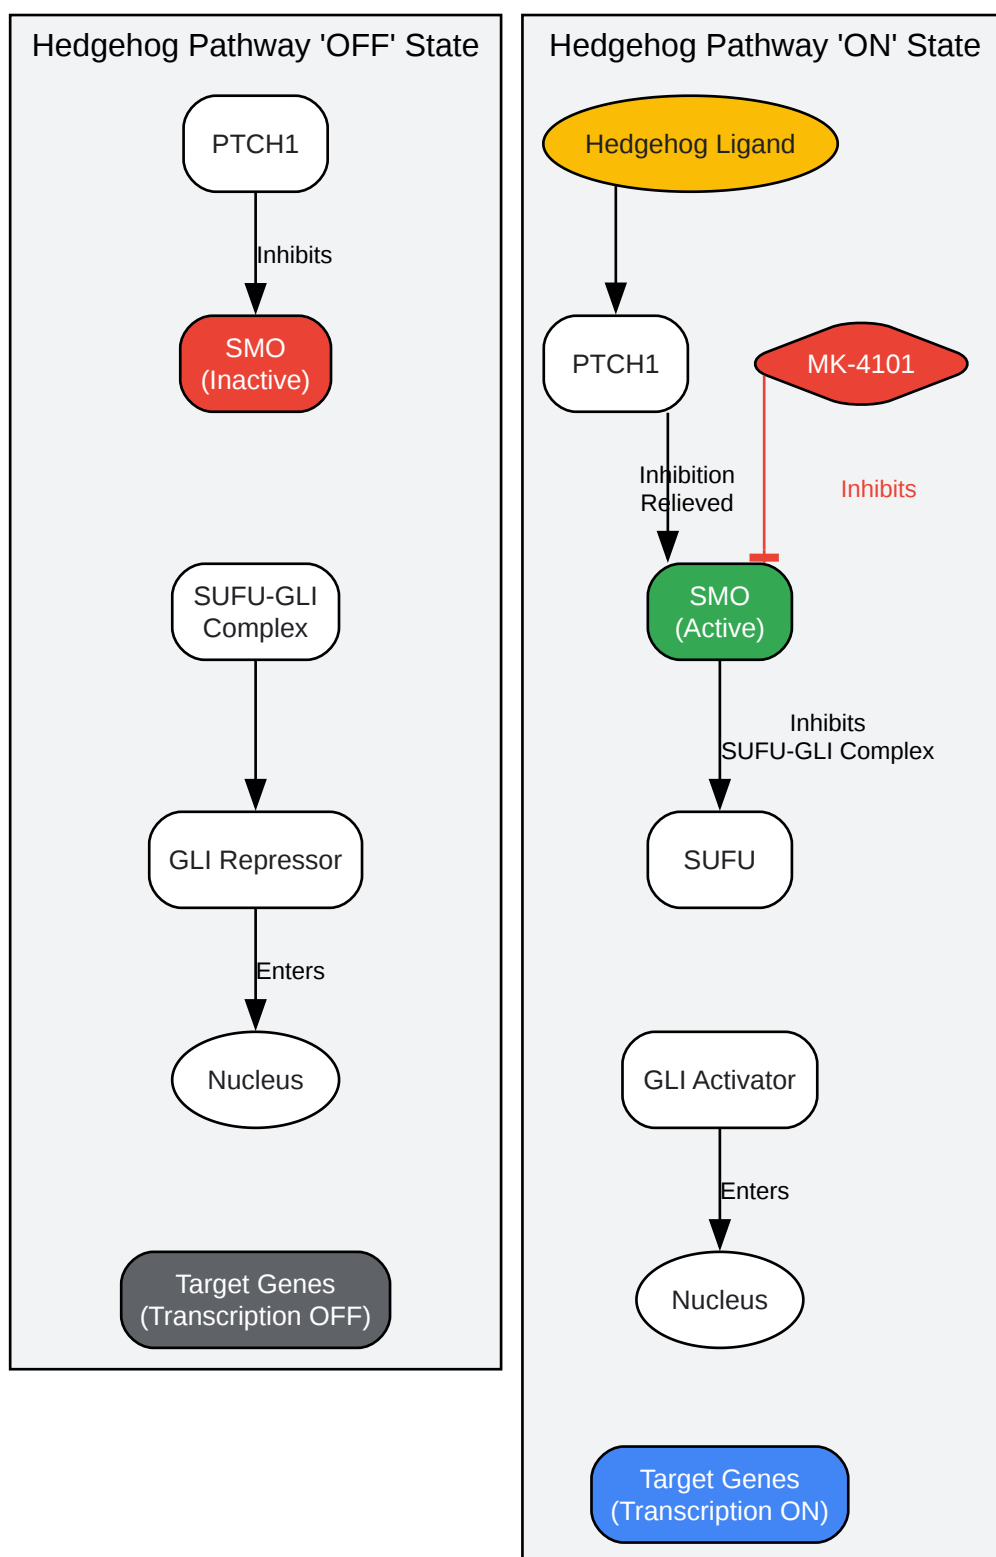 Hedgehog Pathway 'OFF' State
PTCH1
Inhibits
SMO
(Inactive)
SUFU-GLI
Complex
GLI Repressor
Enters
Nucleus
Target Genes
(Transcription OFF)
Hedgehog Pathway 'ON' State
Hedgehog Ligand
PTCH1
MK-4101
Inhibition
Relieved
Inhibits
SMO
(Active)
Inhibits
SUFU-GLI Complex
SUFU
GLI Activator
Enters
Nucleus
Target Genes
(Transcription ON)